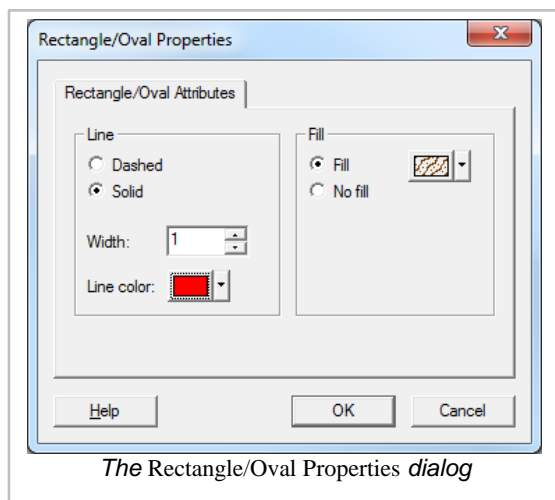 Rectangle/Oval Properties
Rectangle/Oval Attributes
Line
Dashed
Solid
Width: 1
Line color:
Fill
Fill
No fill
Help OK Cancel
The Rectangle/Oval Properties dialog